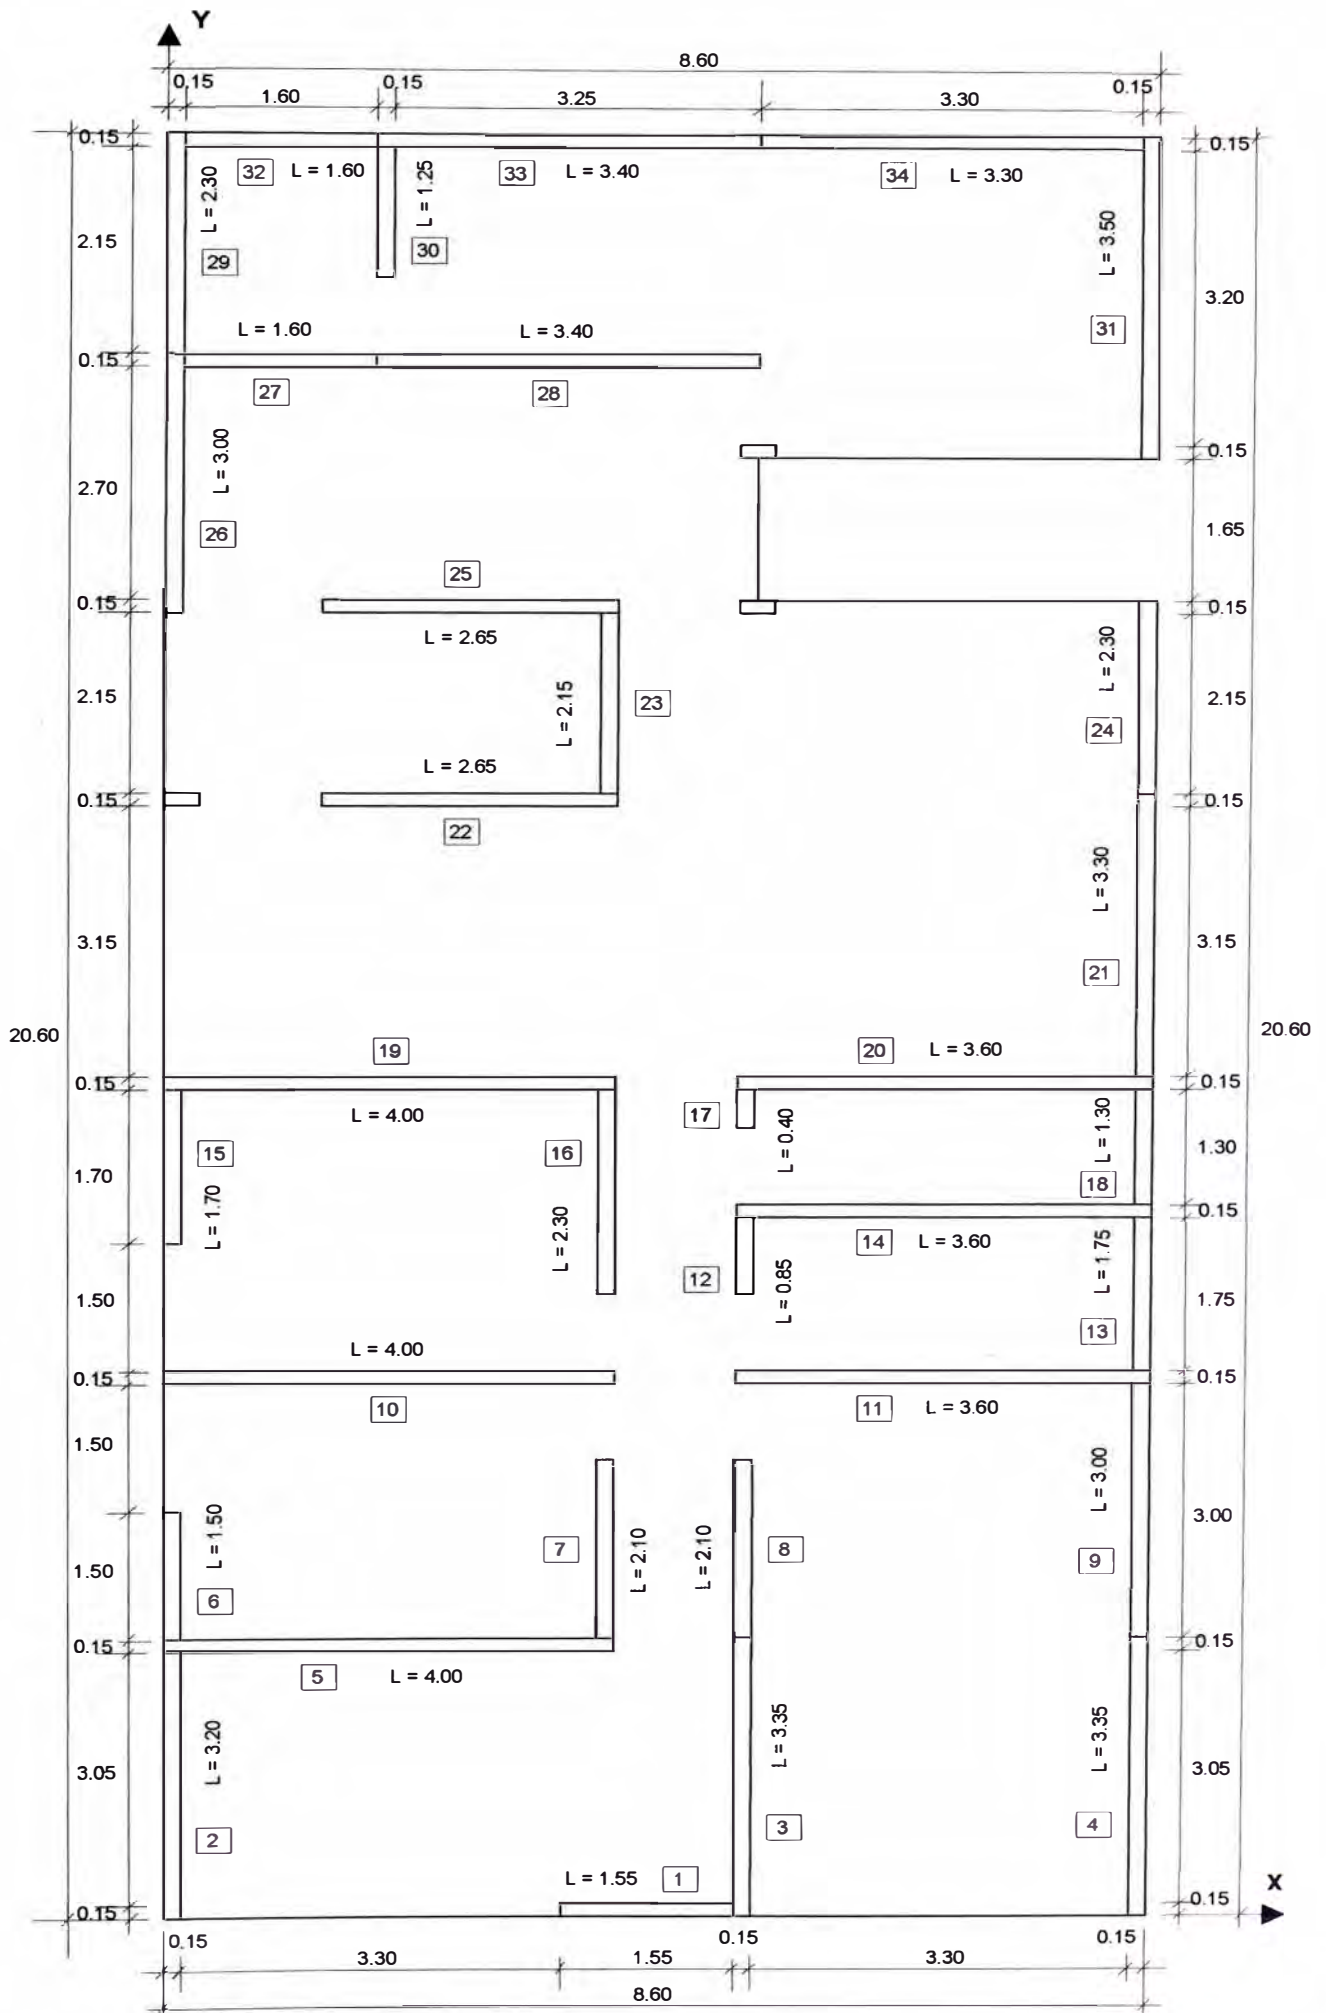 Y
8.60
0.15 0.15 0.15
1.60 3.25 3.30
0.15 0.15
32 L = 1.60 33 L = 3.40 34 L = 3.30
L = 2.30 L = 1.25 L = 3.50
2.15
29 30
3.20
L = 1.60 L = 3.40 31
0.15
27 28
L = 3.00
0.15
2.70
26 1.65
25
0.15 0.15
L = 2.65 L = 2.30
2.15 L = 2.15 23 2.15
24
L = 2.65
0.15 0.15
22
L = 3.30
3.15 3.15
21
20.60 20.60
19 20 L = 3.60
0.15 0.15
L = 4.00 17 L = 0.40 L = 1.30
15 16 1.30
1.70
18
L = 1.70 L = 2.30 0.15
14 L = 3.60 L = 1.75
12 L = 0.85
1.50 1.75
13
L = 4.00
0.15 0.15
10 11 L = 3.60
1.50
L = 3.00
L = 1.50 3.00
7 L = 2.10 L = 2.10 8 9
1.50
6
0.15 0.15
5 L = 4.00
L = 3.20 L = 3.35 L = 3.35
3.05 3.05
2 3 4
L = 1.55 1
0.15 0.15 X
0.15 0.15 0.15
3.30 1.55 3.30
8.60